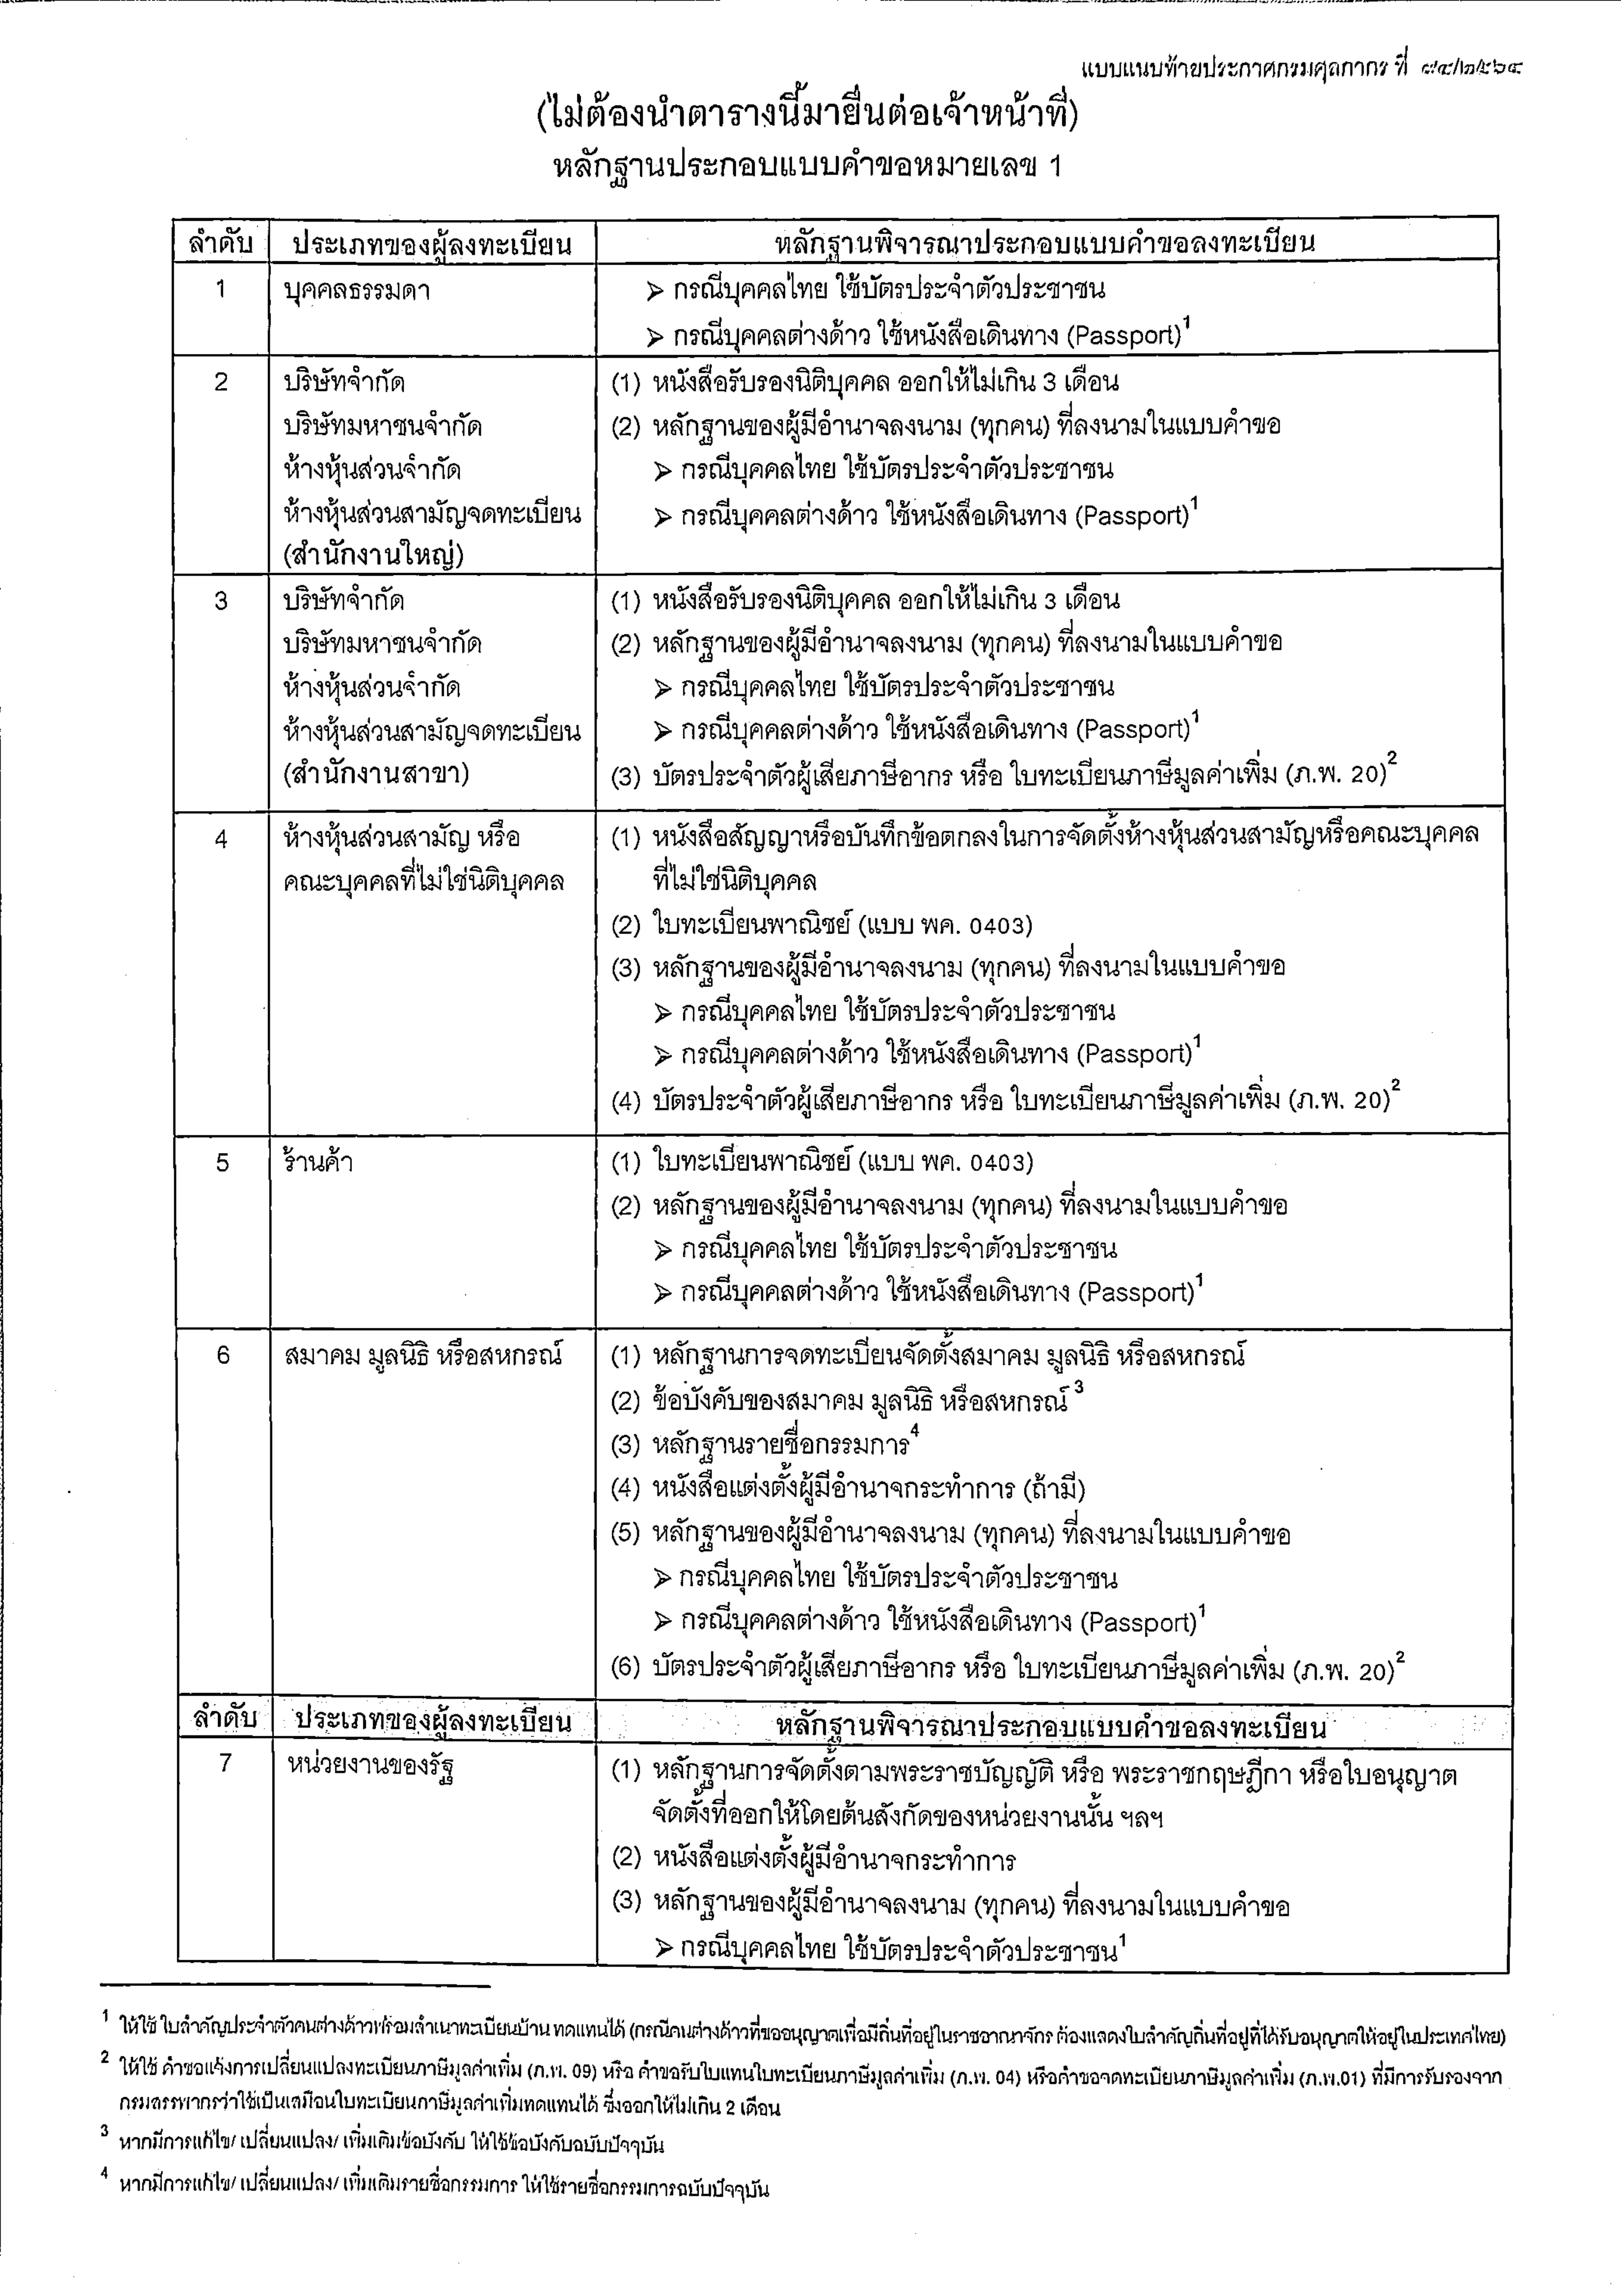 แบบแนบท้ายประกาศกรมศุลกากร ที่
(ไม่ต้องนำตารางนี้มายื่นต่อเจ้าหน้าที่)
หลักฐานประกอบแบบคำขอหมายเลข 1
ลำดับ ประเภทของผู้ลงทะเบียน หลักฐานพิจารณาประกอบแบบคำขอลงทะเบียน
1 บุคคลธรรมดา ➢ กรณีบุคคลไทย ใช้บัตรประจำตัวประชาชน
➢ กรณีบุคคลต่างด้าว ใช้หนังสือเดินทาง (Passport)1
2 บริษัทจำกัด (1) หนังสือรับรองนิติบุคคล ออกให้ไม่เกิน 3 เดือน
บริษัทมหาชนจำกัด (2) หลักฐานของผู้มีอำนาจลงนาม (ทุกคน) ที่ลงนามในแบบคำขอ
ห้างหุ้นส่วนจำกัด ➢ กรณีบุคคลไทย ใช้บัตรประจำตัวประชาชน
ห้างหุ้นส่วนสามัญจดทะเบียน ➢ กรณีบุคคลต่างด้าว ใช้หนังสือเดินทาง (Passport)1
(สำนักงานใหญ่)
3 บริษัทจำกัด (1) หนังสือรับรองนิติบุคคล ออกให้ไม่เกิน 3 เดือน
บริษัทมหาชนจำกัด (2) หลักฐานของผู้มีอำนาจลงนาม (ทุกคน) ที่ลงนามในแบบคำขอ
ห้างหุ้นส่วนจำกัด ➢ กรณีบุคคลไทย ใช้บัตรประจำตัวประชาชน
ห้างหุ้นส่วนสามัญจดทะเบียน ➢ กรณีบุคคลต่างด้าว ใช้หนังสือเดินทาง (Passport)1
(สำนักงานสาขา) (3) บัตรประจำตัวผู้เสียภาษีอากร หรือ ใบทะเบียนภาษีมูลค่าเพิ่ม (ภ.พ. 20)2
4 ห้างหุ้นส่วนสามัญ หรือ (1) หนังสือสัญญาหรือบันทึกข้อตกลงในการจัดตั้งห้างหุ้นส่วนสามัญหรือคณะบุคคล
คณะบุคคลที่ไม่ใช่นิติบุคคล ที่ไม่ใช่นิติบุคคล
(2) ใบทะเบียนพาณิชย์ (แบบ พค. 0403)
(3) หลักฐานของผู้มีอำนาจลงนาม (ทุกคน) ที่ลงนามในแบบคำขอ
➢ กรณีบุคคลไทย ใช้บัตรประจำตัวประชาชน
➢ กรณีบุคคลต่างด้าว ใช้หนังสือเดินทาง (Passport)1
(4) บัตรประจำตัวผู้เสียภาษีอากร หรือ ใบทะเบียนภาษีมูลค่าเพิ่ม (ภ.พ. 20)2
5 ร้านค้า (1) ใบทะเบียนพาณิชย์ (แบบ พค. 0403)
(2) หลักฐานของผู้มีอำนาจลงนาม (ทุกคน) ที่ลงนามในแบบคำขอ
➢ กรณีบุคคลไทย ใช้บัตรประจำตัวประชาชน
➢ กรณีบุคคลต่างด้าว ใช้หนังสือเดินทาง (Passport)1
6 สมาคม มูลนิธิ หรือสหกรณ์ (1) หลักฐานการจดทะเบียนจัดตั้งสมาคม มูลนิธิ หรือสหกรณ์
(2) ข้อบังคับของสมาคม มูลนิธิ หรือสหกรณ์ 3
(3) หลักฐานรายชื่อกรรมการ4
(4) หนังสือแต่งตั้งผู้มีอำนาจกระทำการ (ถ้ามี)
(5) หลักฐานของผู้มีอำนาจลงนาม (ทุกคน) ที่ลงนามในแบบคำขอ
➢ กรณีบุคคลไทย ใช้บัตรประจำตัวประชาชน
➢ กรณีบุคคลต่างด้าว ใช้หนังสือเดินทาง (Passport)1
(6) บัตรประจำตัวผู้เสียภาษีอากร หรือ ใบทะเบียนภาษีมูลค่าเพิ่ม (ภ.พ. 20)2
ลำดับ ประเภทของผู้ลงทะเบียน หลักฐานพิจารณาประกอบแบบคำขอลงทะเบียน
7 หน่วยงานของรัฐ (1) หลักฐานการจัดตั้งตามพระราชบัญญัติ หรือ พระราชกฤษฎีกา หรือใบอนุญาต
จัดตั้งที่ออกให้โดยต้นสังกัดของหน่วยงานนั้น ฯลฯ
(2) หนังสือแต่งตั้งผู้มีอำนาจกระทำการ
(3) หลักฐานของผู้มีอำนาจลงนาม (ทุกคน) ที่ลงนามในแบบคำขอ
➢ กรณีบุคคลไทย ใช้บัตรประจำตัวประชาชน1
1 ให้ใช้ ใบสำคัญประจำตัวคนต่างด้าวพร้อมสำเนาทะเบียนบ้าน ทดแทนได้ (กรณีคนต่างด้าวที่ขออนุญาตเพื่อมีถิ่นที่อยู่ในราชอาณาจักร ต้องแสดงใบสำคัญถิ่นที่อยู่ที่ได้รับอนุญาตให้อยู่ในประเทศไทย)
2 ให้ใช้ คำขอแจ้งการเปลี่ยนแปลงทะเบียนภาษีมูลค่าเพิ่ม (ภ.พ. 09) หรือ คำขอรับใบแทนใบทะเบียนภาษีมูลค่าเพิ่ม (ภ.พ. 04) หรือคำขอจดทะเบียนภาษีมูลค่าเพิ่ม (ภ.พ.01) ที่มีการรับรองจาก
กรมสรรพากรว่าใช้เป็นเสมือนใบทะเบียนภาษีมูลค่าเพิ่มทดแทนได้ ซึ่งออกให้ไม่เกิน 2 เดือน
3 หากมีการแก้ไข/ เปลี่ยนแปลง/ เพิ่มเติมข้อบังคับ ให้ใช้ข้อบังคับฉบับปัจจุบัน
4 หากมีการแก้ไข/ เปลี่ยนแปลง/ เพิ่มเติมรายชื่อกรรมการ ให้ใช้รายชื่อกรรมการฉบับปัจจุบัน